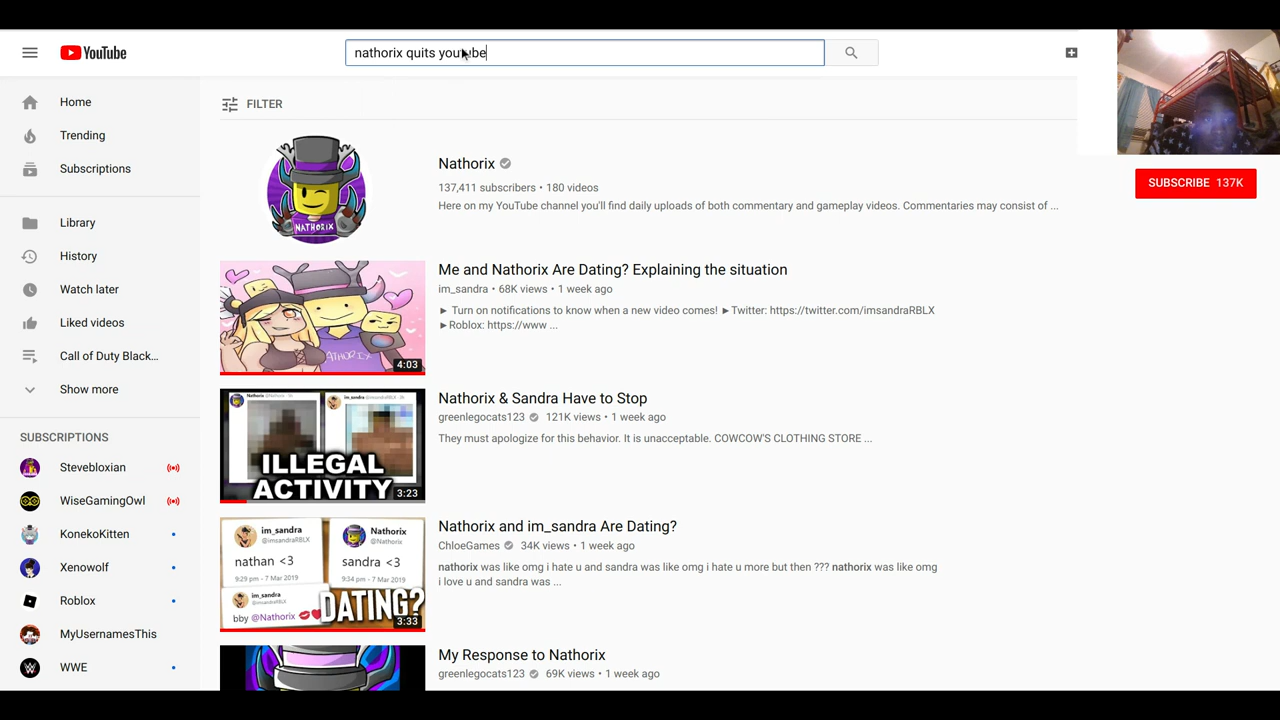 YouTube
nathorix quits youtube
Home
Trending
Subscriptions
Library
History
Watch later
Liked videos
Call of Duty Black...
Show more
SUBSCRIPTIONS
Stevebloxian
WiseGamingOwl
KonekoKitten
Xenowolf
Roblox
MyUsernamesThis
WWE
FILTER
NATHORIX
Nathorix
137,411 subscribers • 180 videos
Here on my YouTube channel you'll find daily uploads of both commentary and gameplay videos. Commentaries may consist of ...
SUBSCRIBE 137K
NATHORIX
4:03
Me and Nathorix Are Dating? Explaining the situation
im_sandra • 68K views • 1 week ago
► Turn on notifications to know when a new video comes! ►Twitter: https://twitter.com/imsandraRBLX
►Roblox: https://www ...
ILLEGAL
ACTIVITY
3:23
Nathorix & Sandra Have to Stop
greenlegocats123 121K views • 1 week ago
They must apologize for this behavior. It is unacceptable. COWCOW'S CLOTHING STORE ...
im_sandra
@imsandraRBLX
nathan <3
9:29 pm - 7 Mar 2019
Nathorix
@Nathorix
sandra <3
9:34 pm - 7 Mar 2019
im_sandra
@imsandraRBLX
bby @Nathorix
DATING?
3:33
Nathorix and im_sandra Are Dating?
ChloeGames 34K views • 1 week ago
nathorix was like omg i hate u and sandra was like omg i hate u more but then ??? nathorix was like omg
i love u and sandra was ...
My Response to Nathorix
greenlegocats123 69K views • 1 week ago